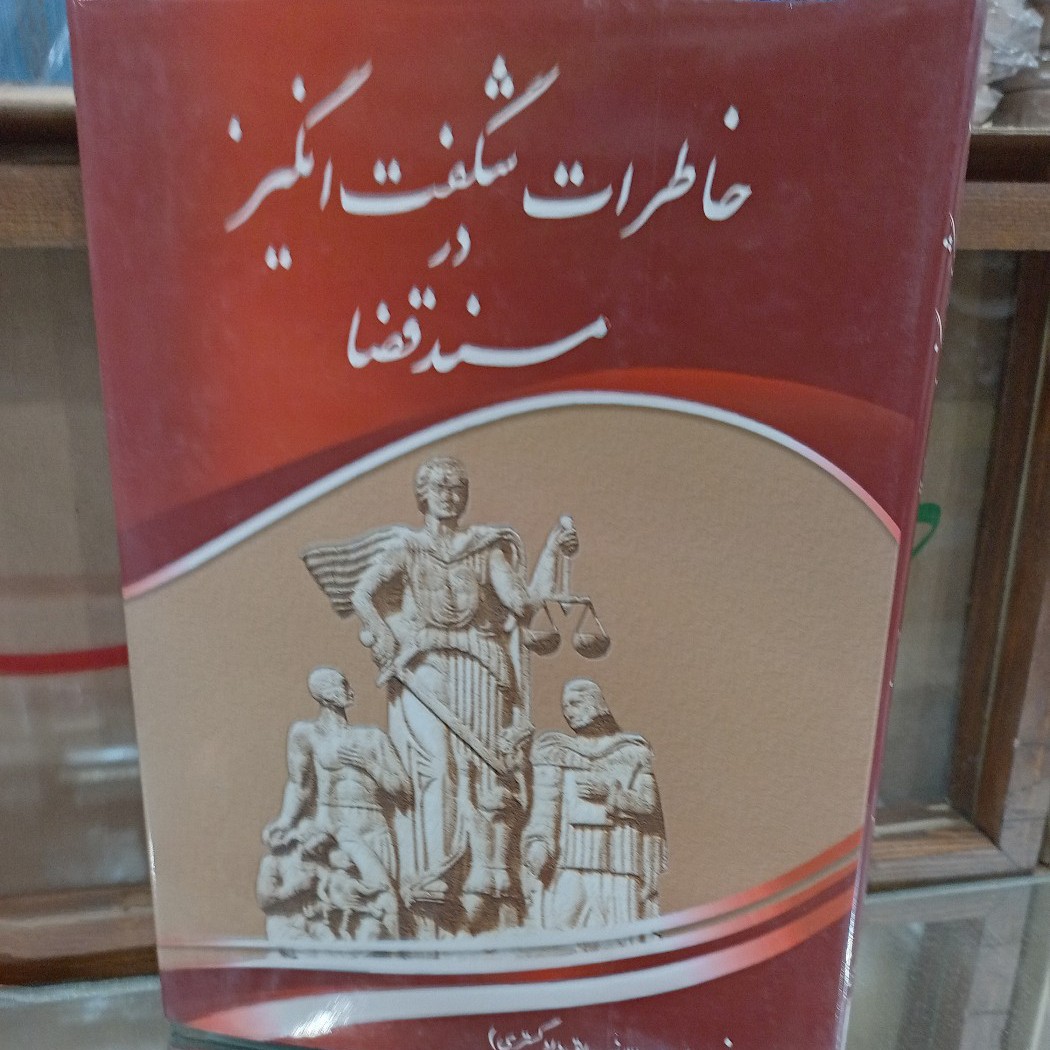 خاطرات شگفت انگیز
در
مسند قضا